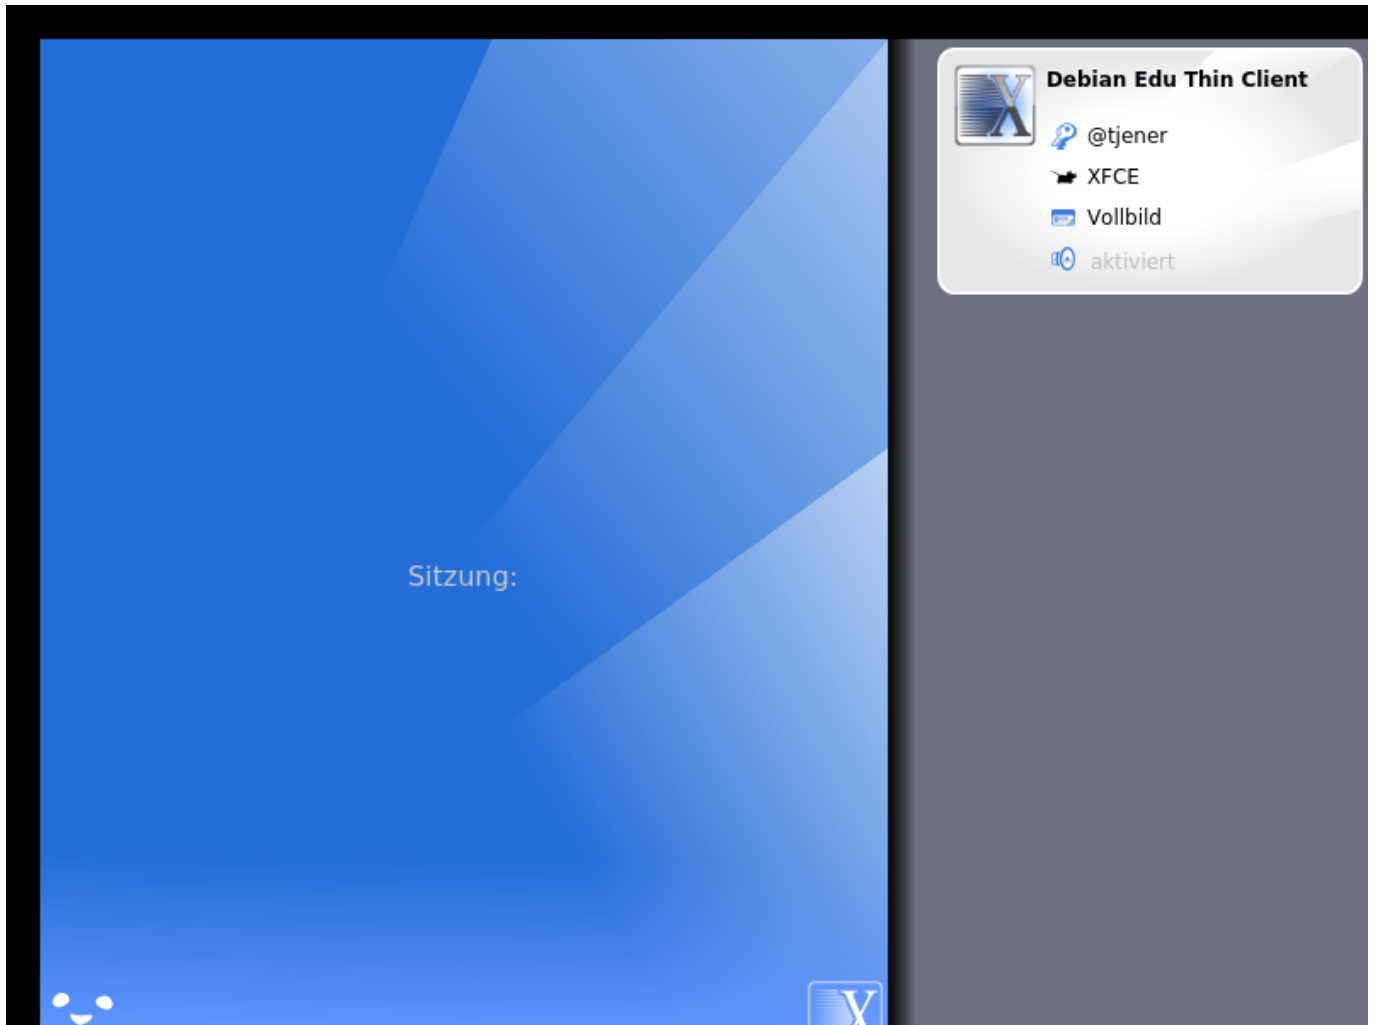 Sitzung:
Debian Edu Thin Client
@tjener
XFCE
Vollbild
aktiviert